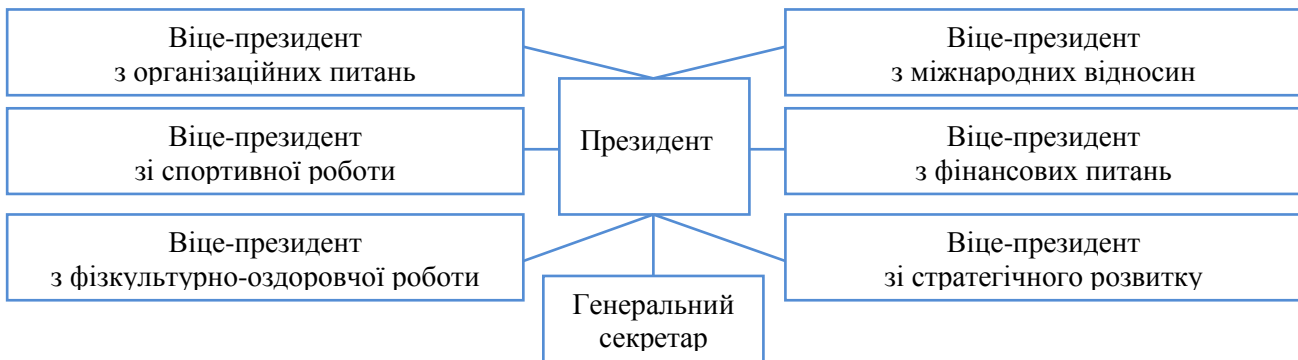 Віце-президент
з організаційних питань
Віце-президент
з міжнародних відносин
Віце-президент
зі спортивної роботи
Президент
Віце-президент
з фінансових питань
Віце-президент
з фізкультурно-оздоровчої роботи
Віце-президент
зі стратегічного розвитку
Генеральний
секретар